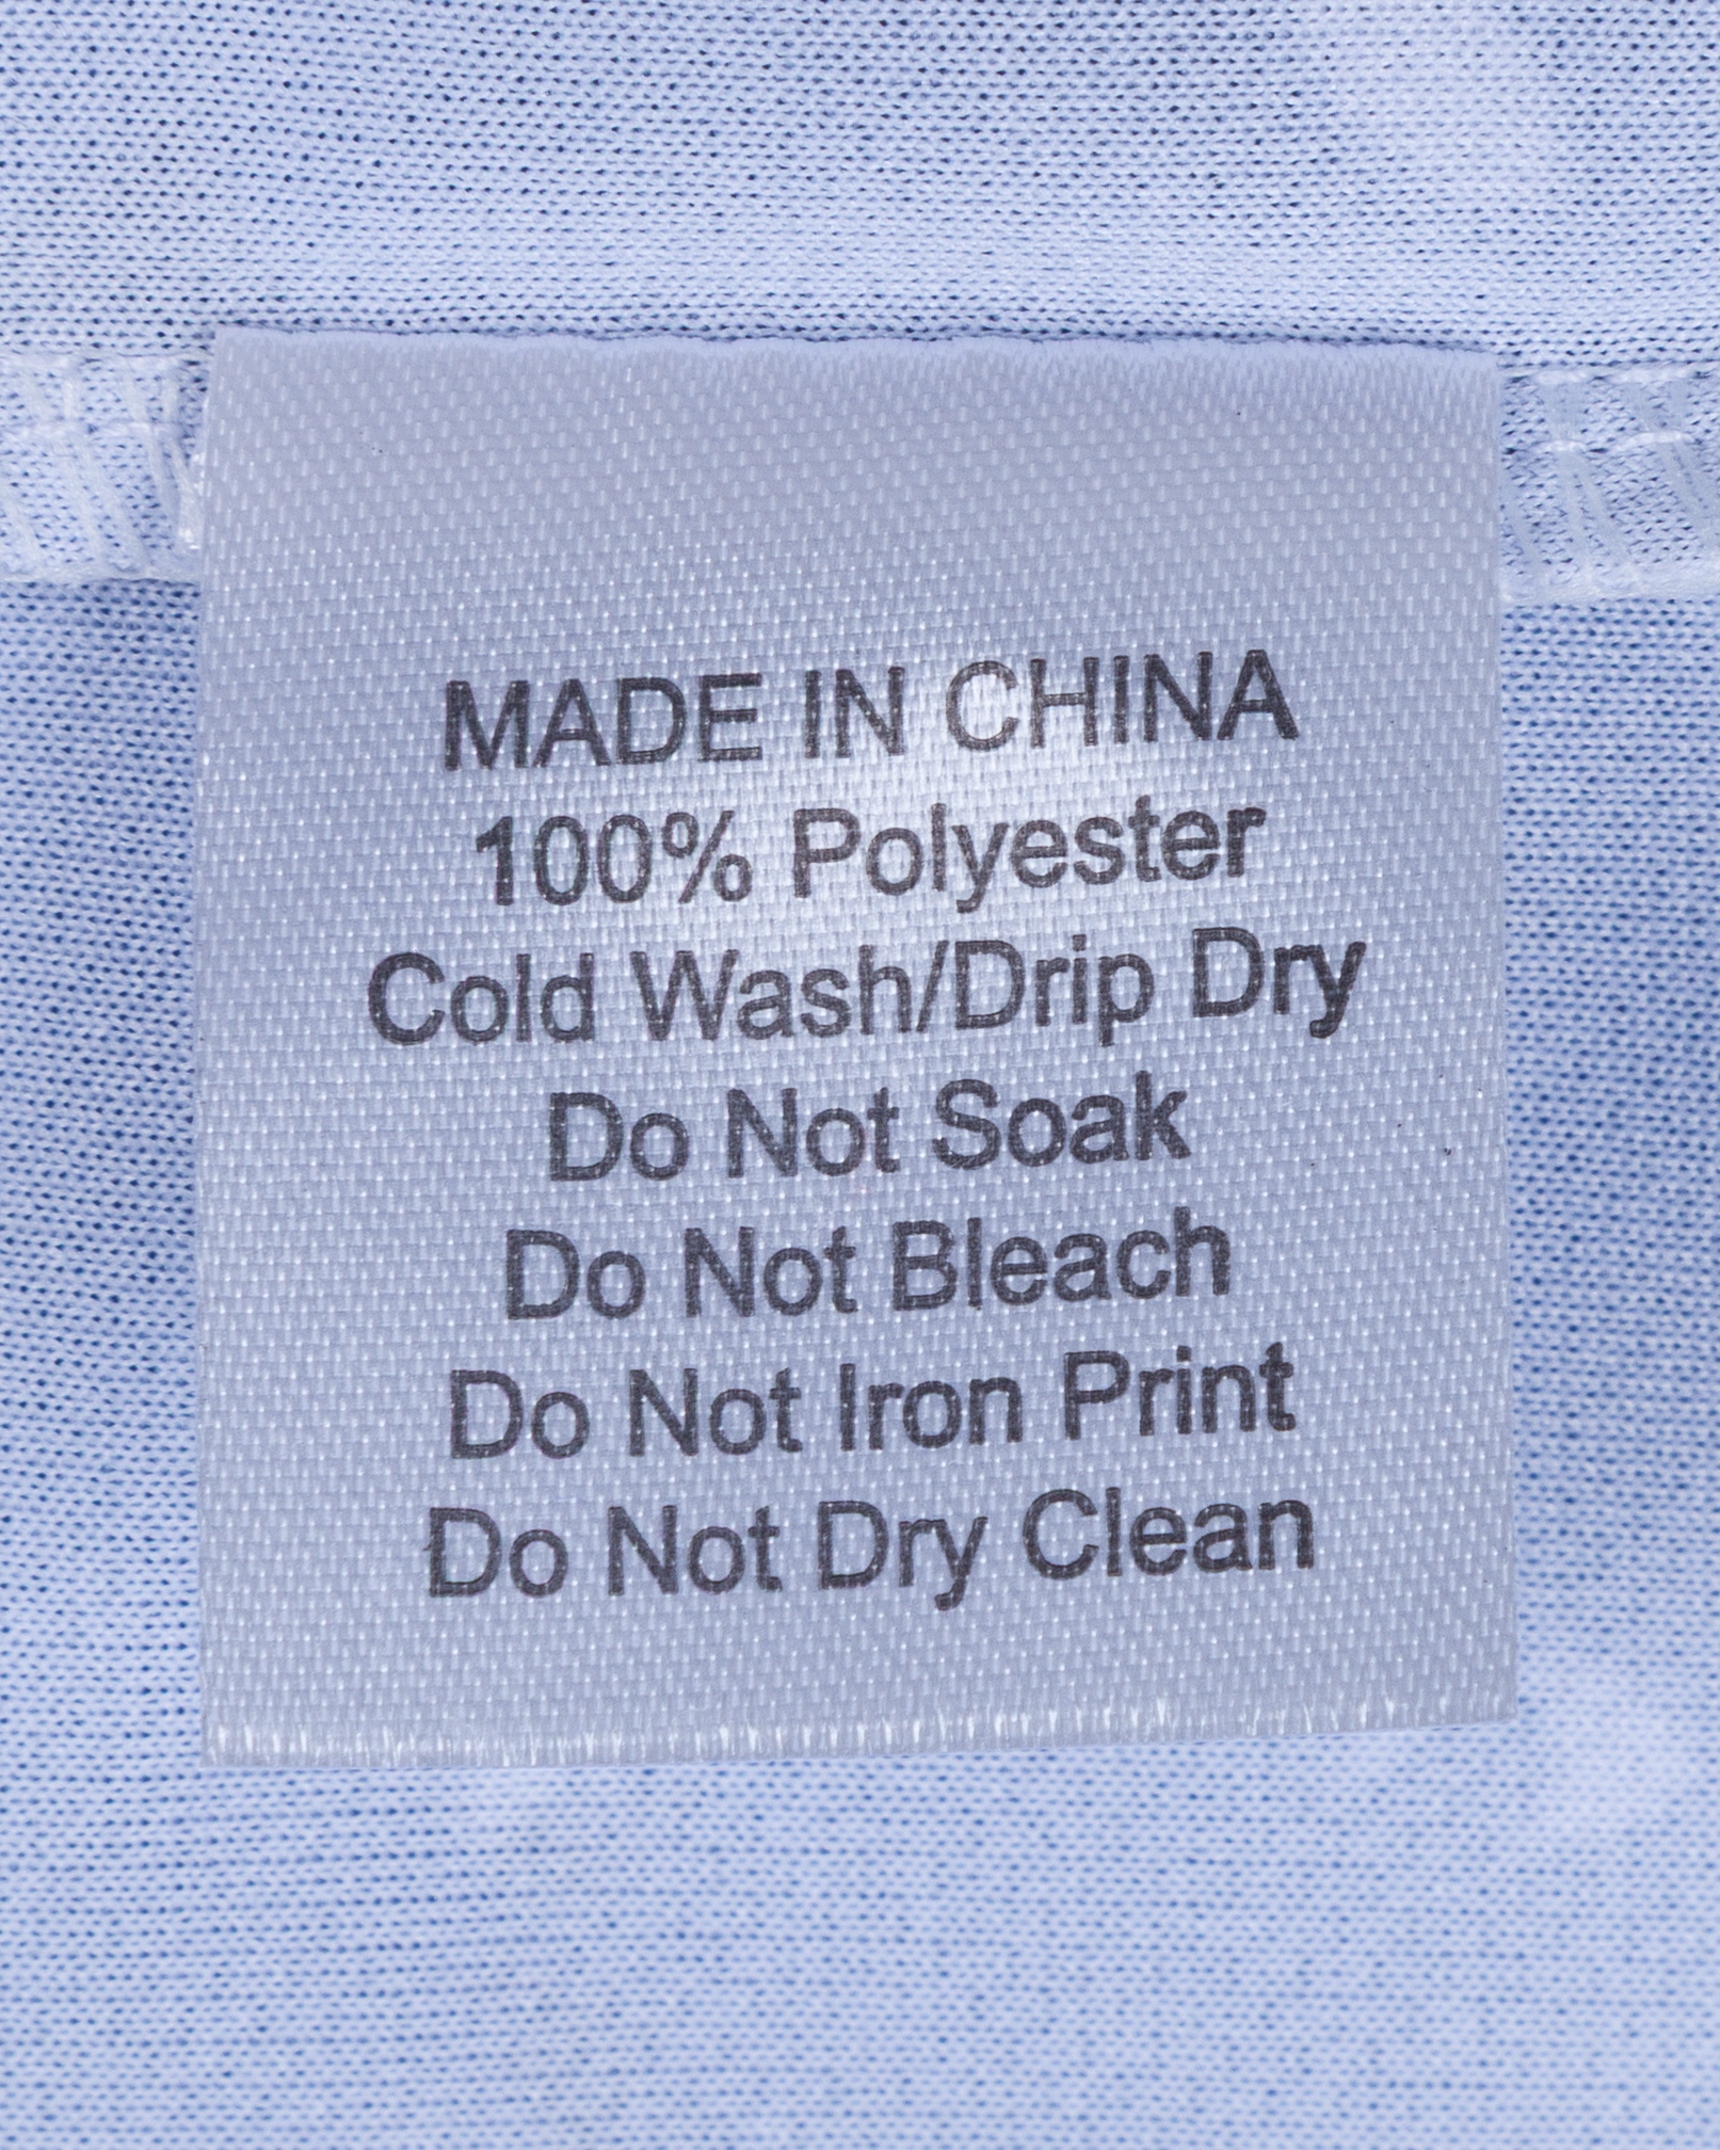 MADE IN CHINA
100% Polyester
Cold Wash/Drip Dry
Do Not Soak
Do Not Bleach
Do Not Iron Print
Do Not Dry Clean